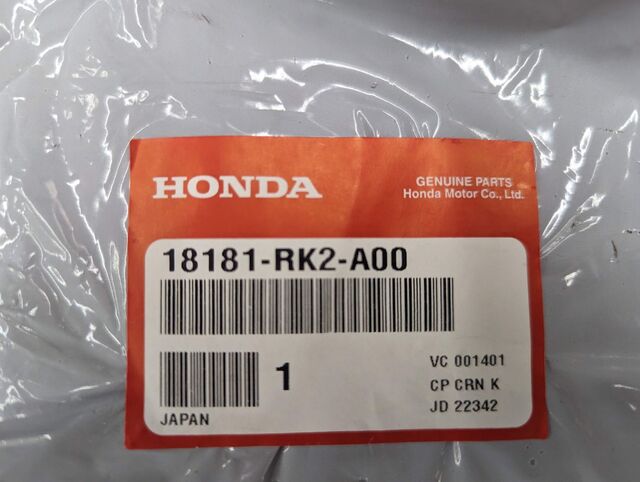 HONDA
GENUINE PARTS
Honda Motor Co., Ltd.
18181-RK2-A00
1
VC 001401
CP CRN K
JD 22342
JAPAN